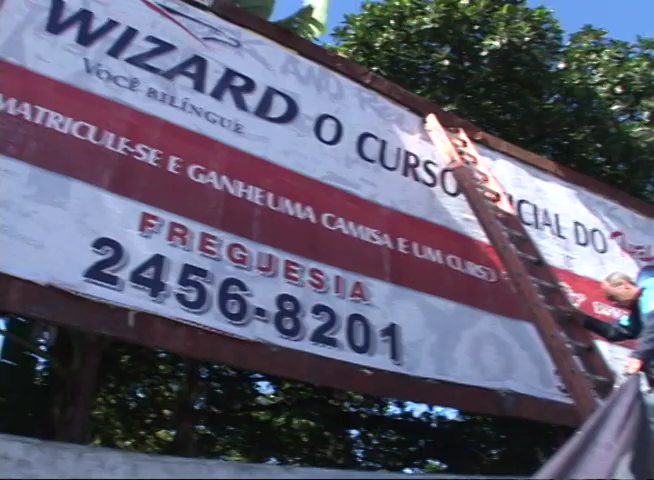 WIZARD O CURSO CIAL DO
VOCÊ BILÍNGUE
MATRICULE-SE E GANHE UMA CAMISA E UM CURSO
FREGUESIA
2456-8201